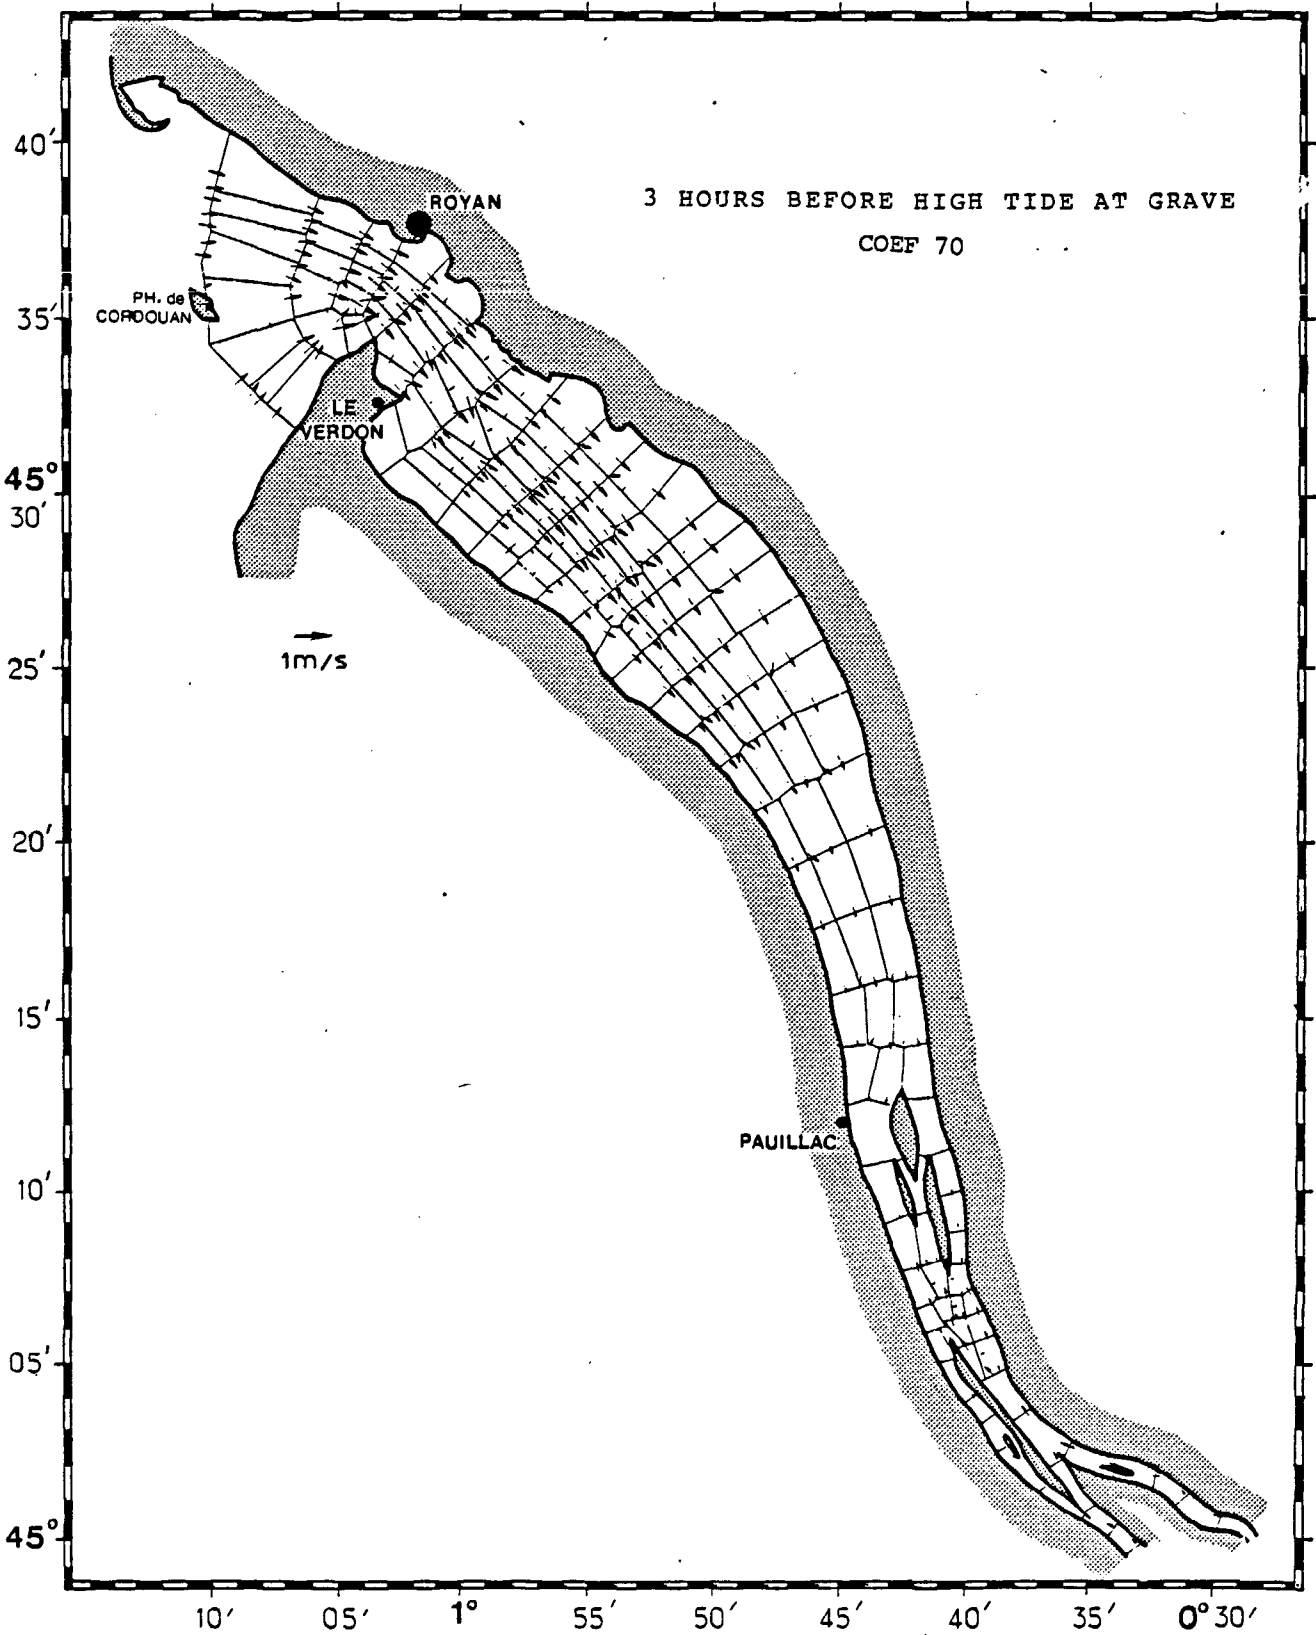 40′
ROYAN
3 HOURS BEFORE HIGH TIDE AT GRAVE
COEF 70
PH. de
CORDOUAN
35′
LE
VERDON
45°
30′
1m/s
25′
20′
15′
PAUILLAC
10′
05′
45°
10′ 05′ 1° 55′ 50′ 45′ 40′ 35′ 0°30′